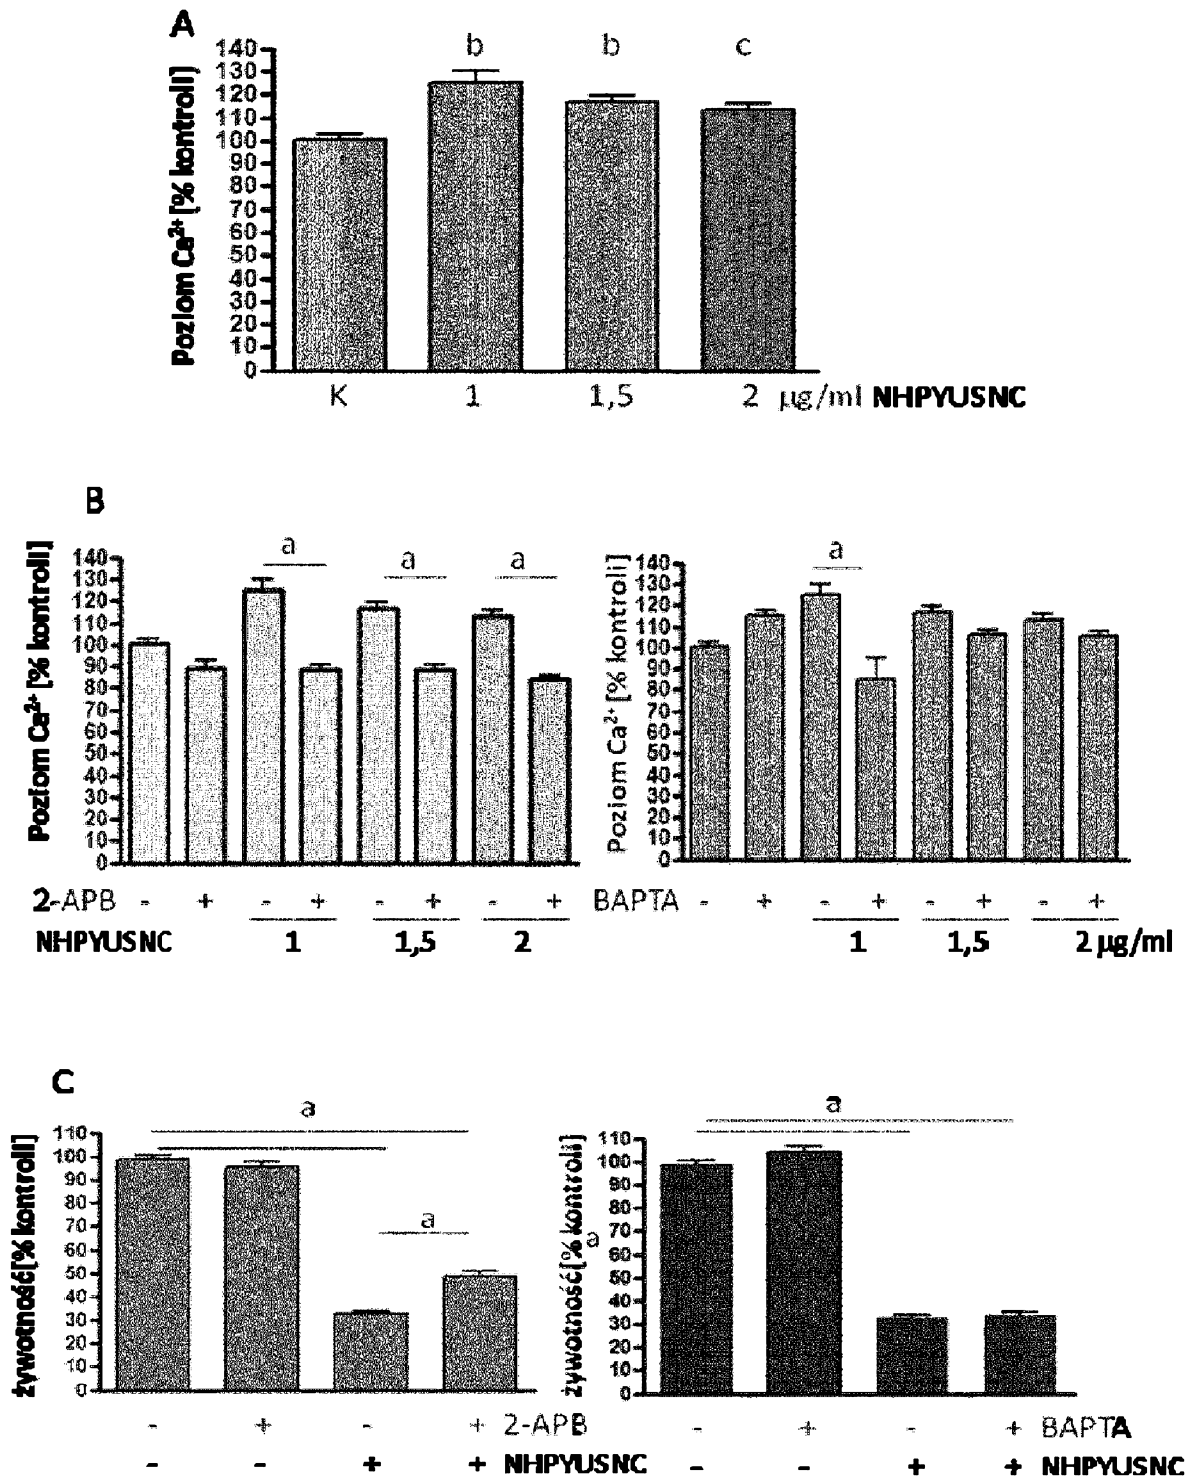 A
Poziom Ca²⁺ [% kontroli]
140
130
120
110
100
90
80
70
60
50
40
30
20
10
0
b b c
K 1 1,5 2 µg/ml NHPYUSNC
B
Poziom Ca²⁺ [% kontroli]
140
130
120
110
100
90
80
70
60
50
40
30
20
10
0
a a a
2-APB - + - + - + - +
NHPYUSNC 1 1,5 2
Poziom Ca²⁺ [% kontroli]
140
130
120
110
100
90
80
70
60
50
40
30
20
10
0
a
BAPTA - + - + - + - +
1 1,5 2 µg/ml
C
żywotność[% kontroli]
110
100
90
80
70
60
50
40
30
20
10
0
a
a
- + - + 2-APB
- - + + NHPYUSNC
żywotność[% kontroli]
a
110
100
90
80
70
60
50
40
30
20
10
0
a
- + - + BAPTA
- - + + NHPYUSNC